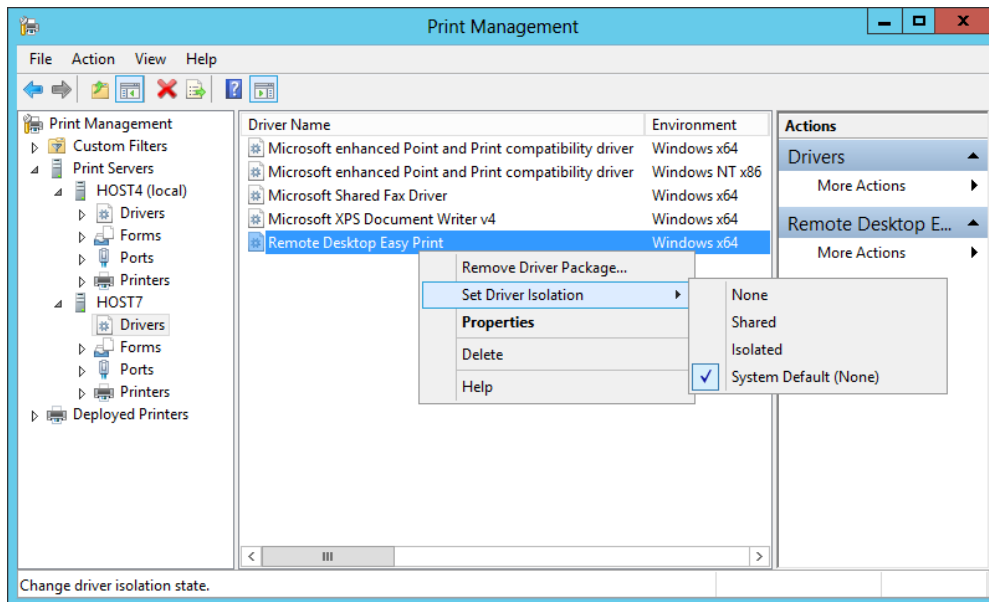 Print Management
File Action View Help
Print Management
Custom Filters
Print Servers
HOST4 (local)
Drivers
Forms
Ports
Printers
HOST7
Drivers
Forms
Ports
Printers
Deployed Printers
Driver Name Environment
Microsoft enhanced Point and Print compatibility driver Windows x64
Microsoft enhanced Point and Print compatibility driver Windows NT x86
Microsoft Shared Fax Driver Windows x64
Microsoft XPS Document Writer v4 Windows x64
Remote Desktop Easy Print Windows x64
Remove Driver Package...
Set Driver Isolation
Properties
Delete
Help
None
Shared
Isolated
System Default (None)
Actions
Drivers
More Actions
Remote Desktop E...
More Actions
Change driver isolation state.